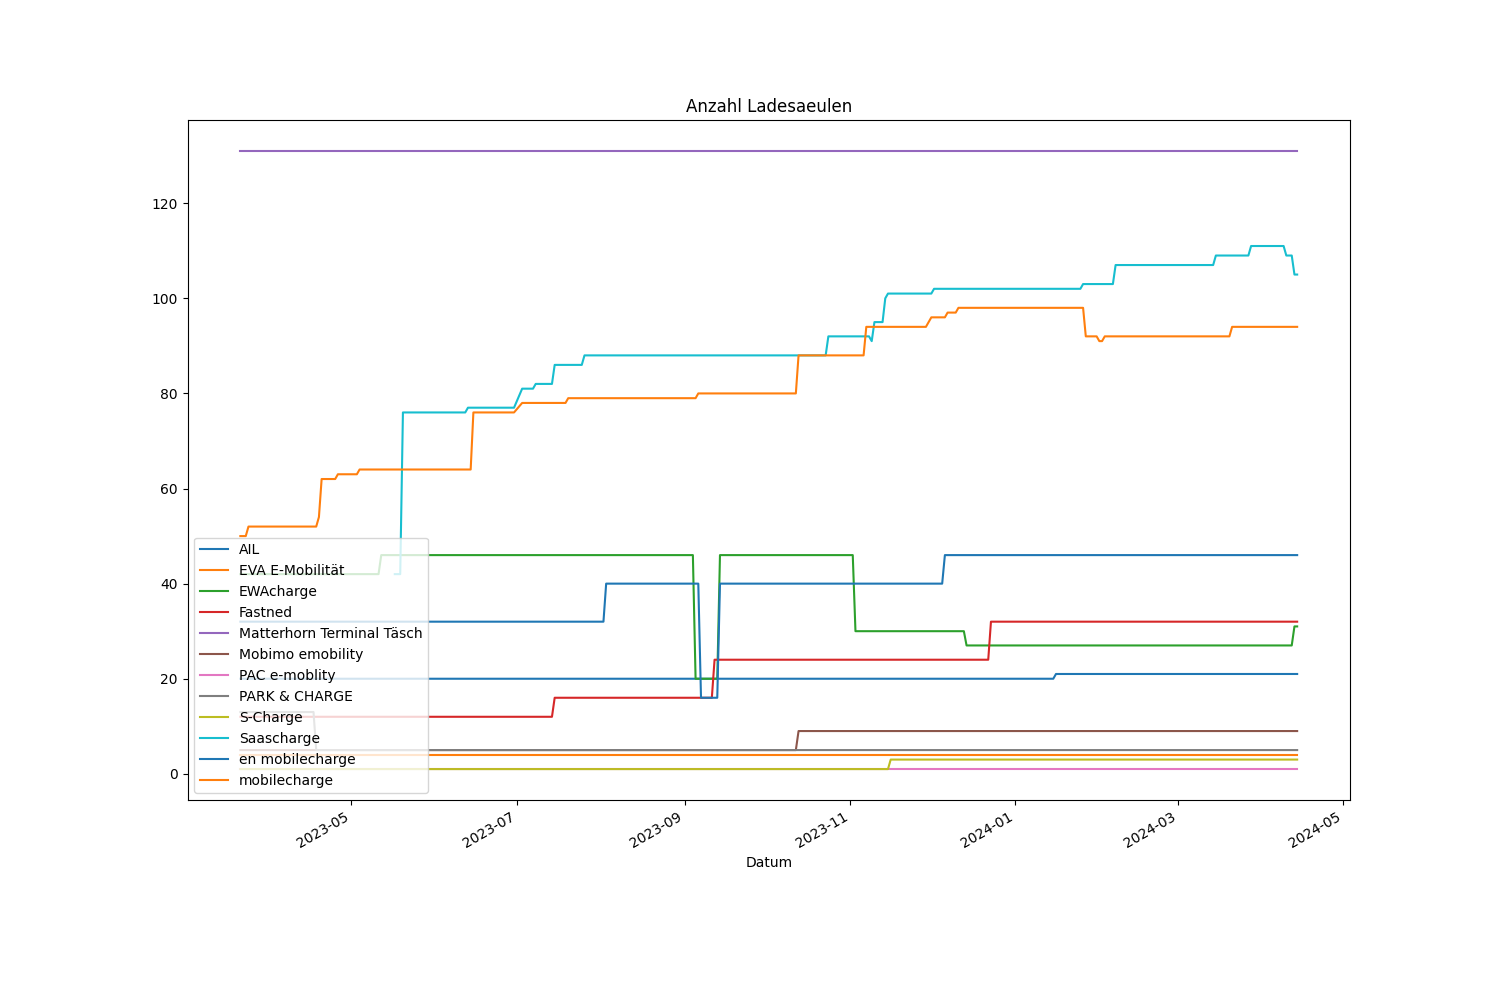 Anzahl Ladesaeulen
120
100
80
60
40
20
0
AIL
EVA E-Mobilität
EWAcharge
Fastned
Matterhorn Terminal Täsch
Mobimo emobility
PAC e-moblity
PARK & CHARGE
S-Charge
Saascharge
en mobilecharge
mobilecharge
2023-05
2023-07
2023-09
2023-11
2024-01
2024-03
2024-05
Datum